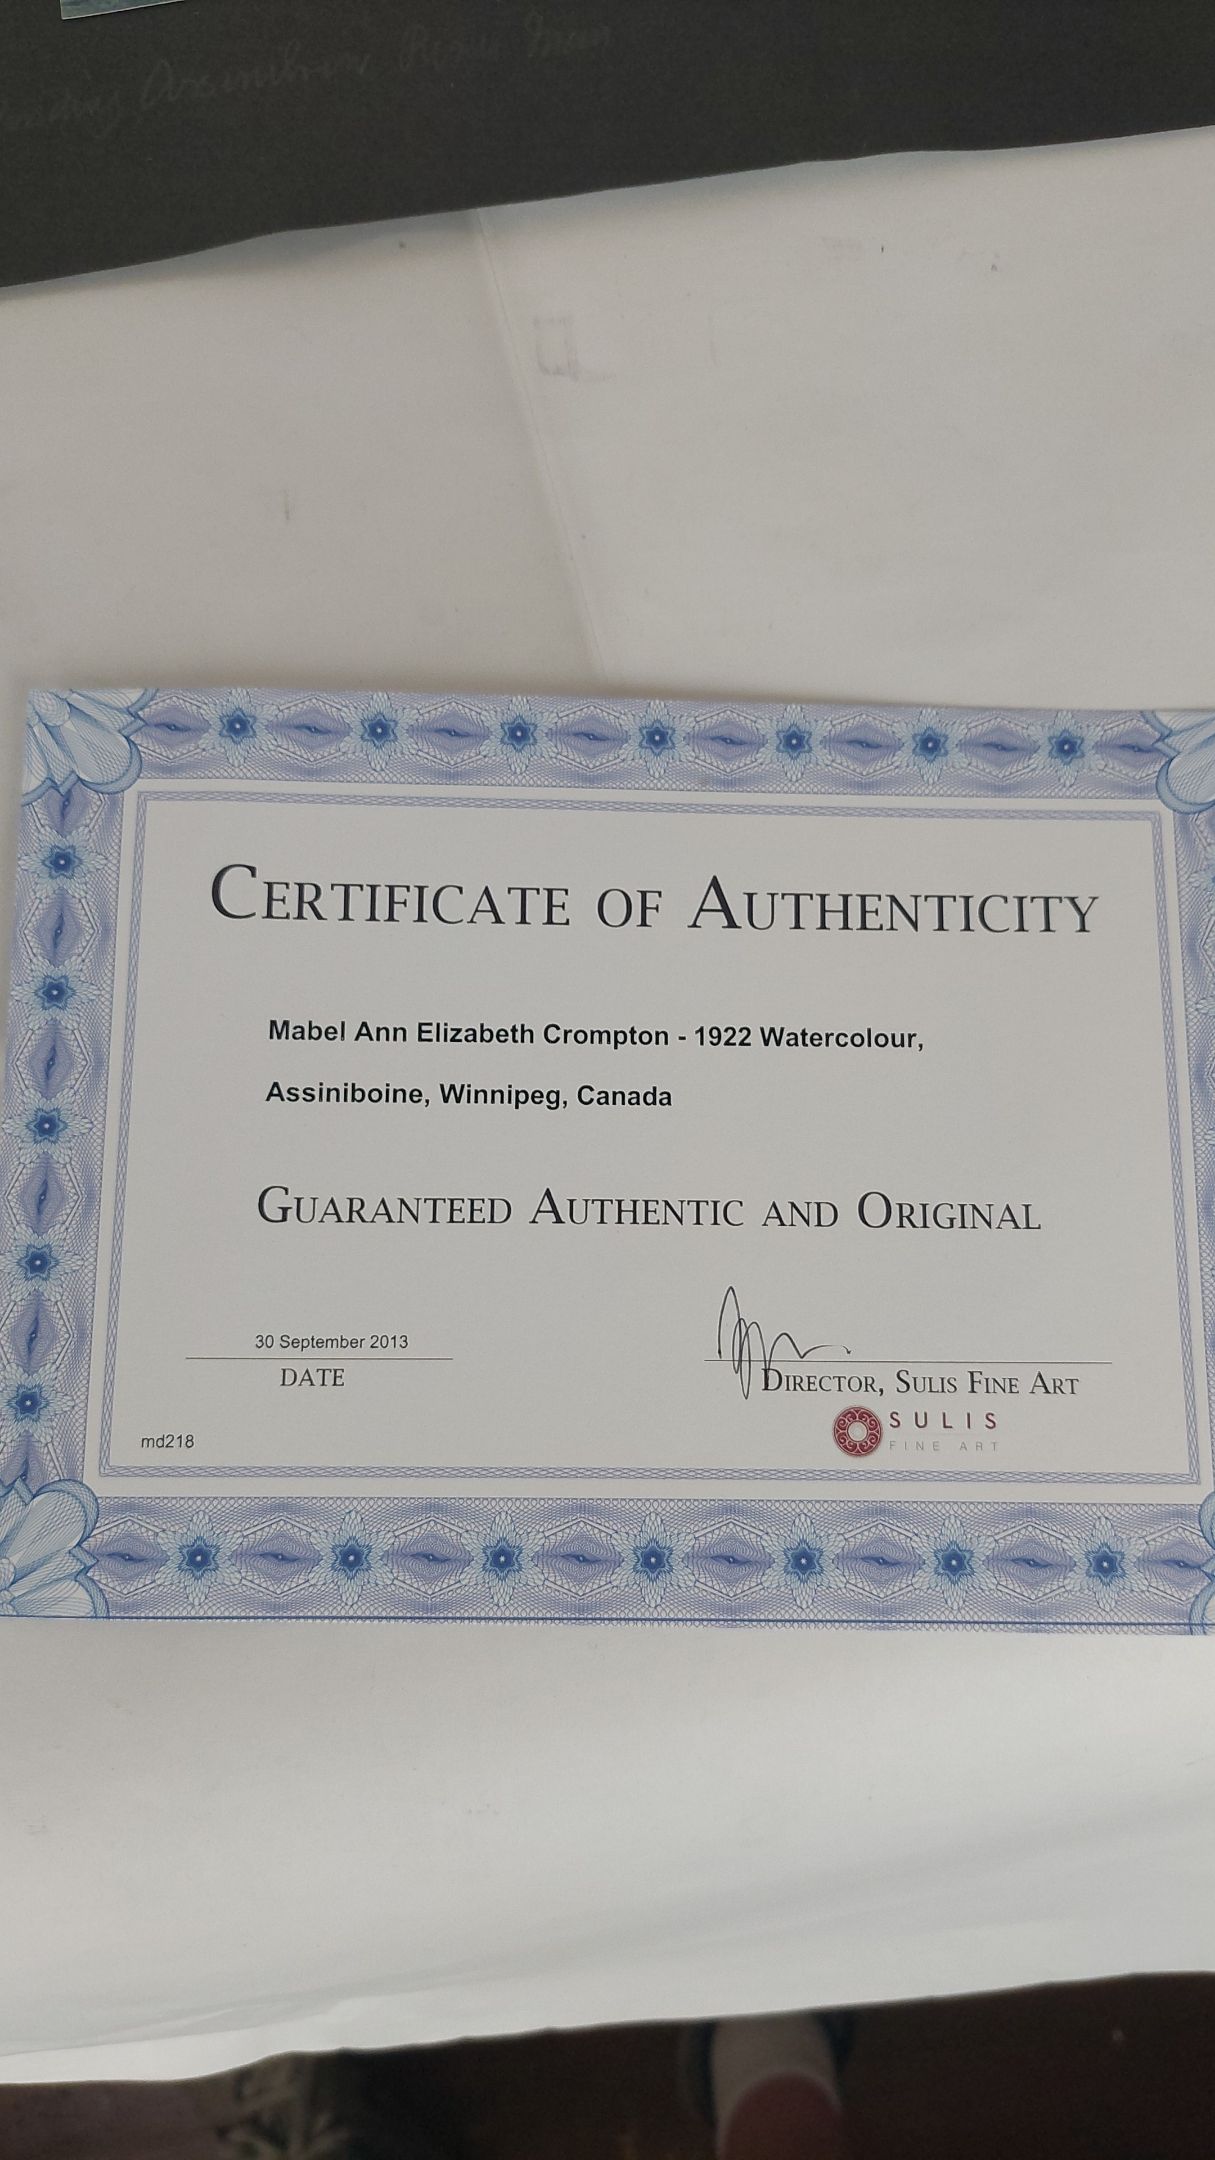 CERTIFICATE OF AUTHENTICITY
Mabel Ann Elizabeth Crompton - 1922 Watercolour,
Assiniboine, Winnipeg, Canada
GUARANTEED AUTHENTIC AND ORIGINAL
30 September 2013
DATE
DIRECTOR, SULIS FINE ART
SULIS
FINE ART
md218